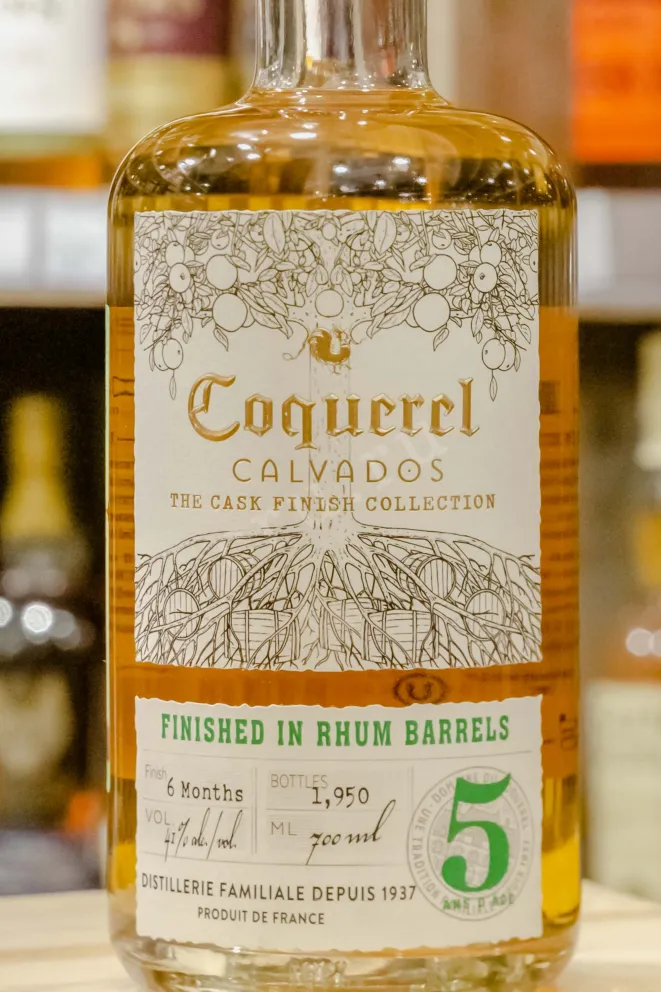 Coquerel
CALVADOS
THE CASK FINISH COLLECTION
FINISHED IN RHUM BARRELS
Finish
6 Months
BOTTLES
1,950
VOL
41% alc./vol.
ML
700 ml
5
ANS D'AGE
DISTILLERIE FAMILIALE DEPUIS 1937
PRODUIT DE FRANCE